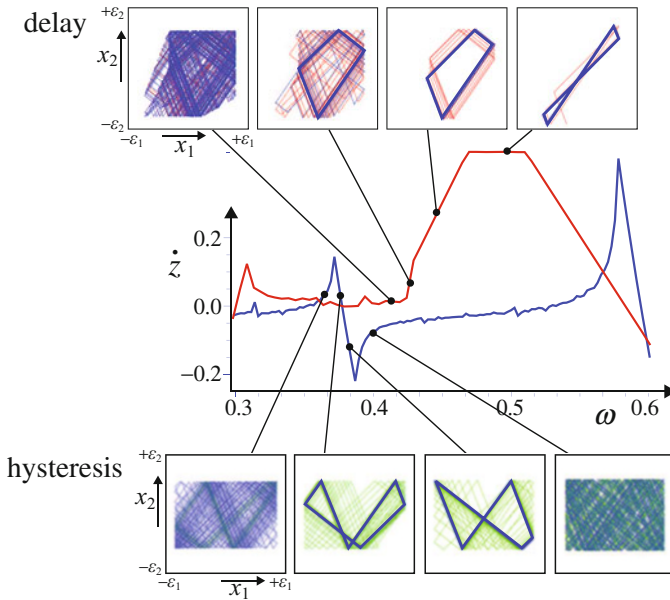 delay
+ε₂
x₂
−ε₂
−ε₁
x₁
+ε₁
0.2
ż
0.0
−0.2
0.3
0.4
0.5
ω
0.6
hysteresis
+ε₂
x₂
−ε₂
−ε₁
x₁
+ε₁